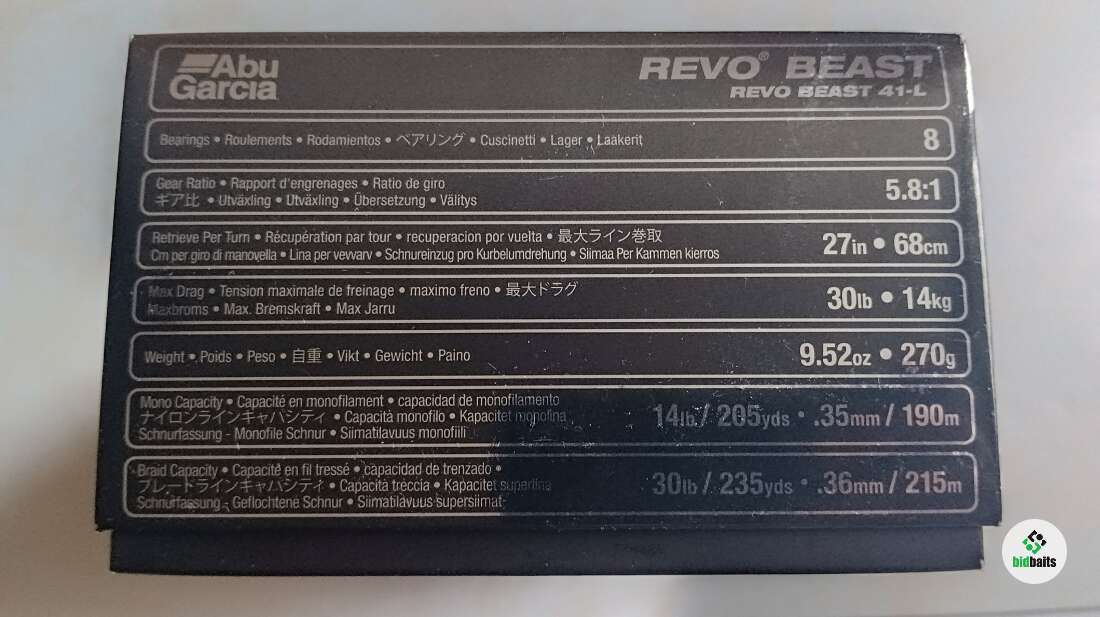 Abu
Garcia
REVO® BEAST
REVO BEAST 41-L
Bearings • Roulements • Rodamientos • ベアリング • Cuscinetti • Lager • Laakerit
8
Gear Ratio • Rapport d'engrenages • Ratio de giro
ギア比 • Utväxling • Utväxling • Übersetzung • Välitys
5.8:1
Retrieve Per Turn • Récupération par tour • recuperacion por vuelta • 最大ライン巻取
Cm per giro di manovella • Lina per vevvarv • Schnureinzug pro Kurbelumdrehung • Siimaa Per Kammen kierros
27in • 68cm
Max Drag • Tension maximale de freinage • maximo freno • 最大ドラグ
Maxbroms • Max. Bremskraft • Max Jarru
30lb • 14kg
Weight • Poids • Peso • 自重 • Vikt • Gewicht • Paino
9.52oz • 270g
Mono Capacity • Capacité en monofilament • capacidad de monofilamento
ナイロンラインキャパシティ • Capacità monofilo • Kapacitet monofina
Schnurfassung - Monofile Schnur • Siimatilavuus monofiili
14lb / 205yds • .35mm / 190m
Braid Capacity • Capacité en fil tressé • capacidad de trenzado •
ブレードラインキャパシティ • Capacità treccia • Kapacitet superlina
Schnurfassung - Geflochtene Schnur • Siimatilavuus supersiimat
30lb / 235yds • .36mm / 215m
bidbaits